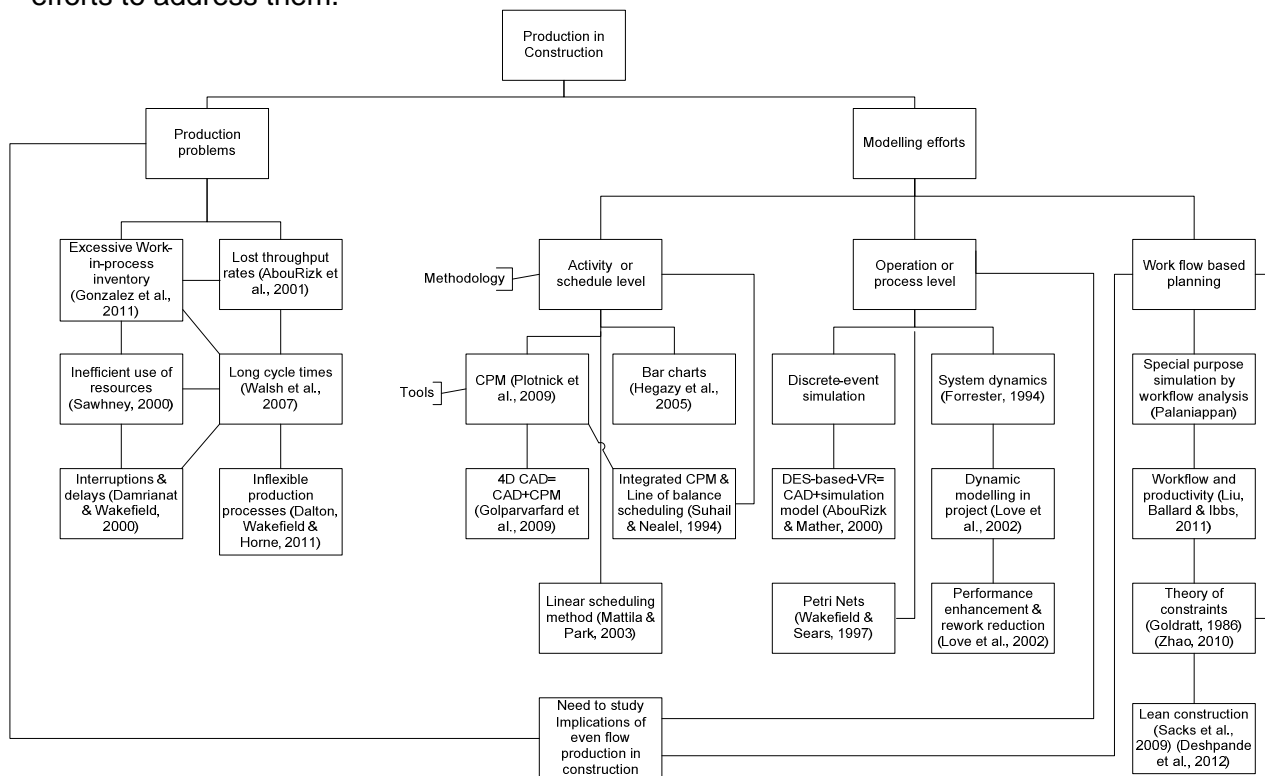 efforts to address them.
Production in
Construction
Production
problems
Modelling efforts
Excessive Work-
in-process
inventory
(Gonzalez et al.,
2011)
Lost throughput
rates (AbouRizk et
al., 2001)
Methodology
Activity or
schedule level
Operation or
process level
Work flow based
planning
Inefficient use of
resources
(Sawhney, 2000)
Long cycle times
(Walsh et al.,
2007)
Tools
CPM (Plotnick et
al., 2009)
Bar charts
(Hegazy et al.,
2005)
Discrete-event
simulation
System dynamics
(Forrester, 1994)
Special purpose
simulation by
workflow analysis
(Palaniappan)
Interruptions &
delays (Damrianat
& Wakefield,
2000)
Inflexible
production
processes (Dalton,
Wakefield &
Horne, 2011)
4D CAD=
CAD+CPM
(Golparvarfard et
al., 2009)
Integrated CPM &
Line of balance
scheduling (Suhail
& Nealel, 1994)
DES-based-VR=
CAD+simulation
model (AbouRizk
& Mather, 2000)
Dynamic
modelling in
project (Love et
al., 2002)
Workflow and
productivity (Liu,
Ballard & Ibbs,
2011)
Linear scheduling
method (Mattila &
Park, 2003)
Petri Nets
(Wakefield &
Sears, 1997)
Performance
enhancement &
rework reduction
(Love et al., 2002)
Theory of
constraints
(Goldratt, 1986)
(Zhao, 2010)
Need to study
Implications of
even flow
production in
construction
Lean construction
(Sacks et al.,
2009) (Deshpande
et al., 2012)